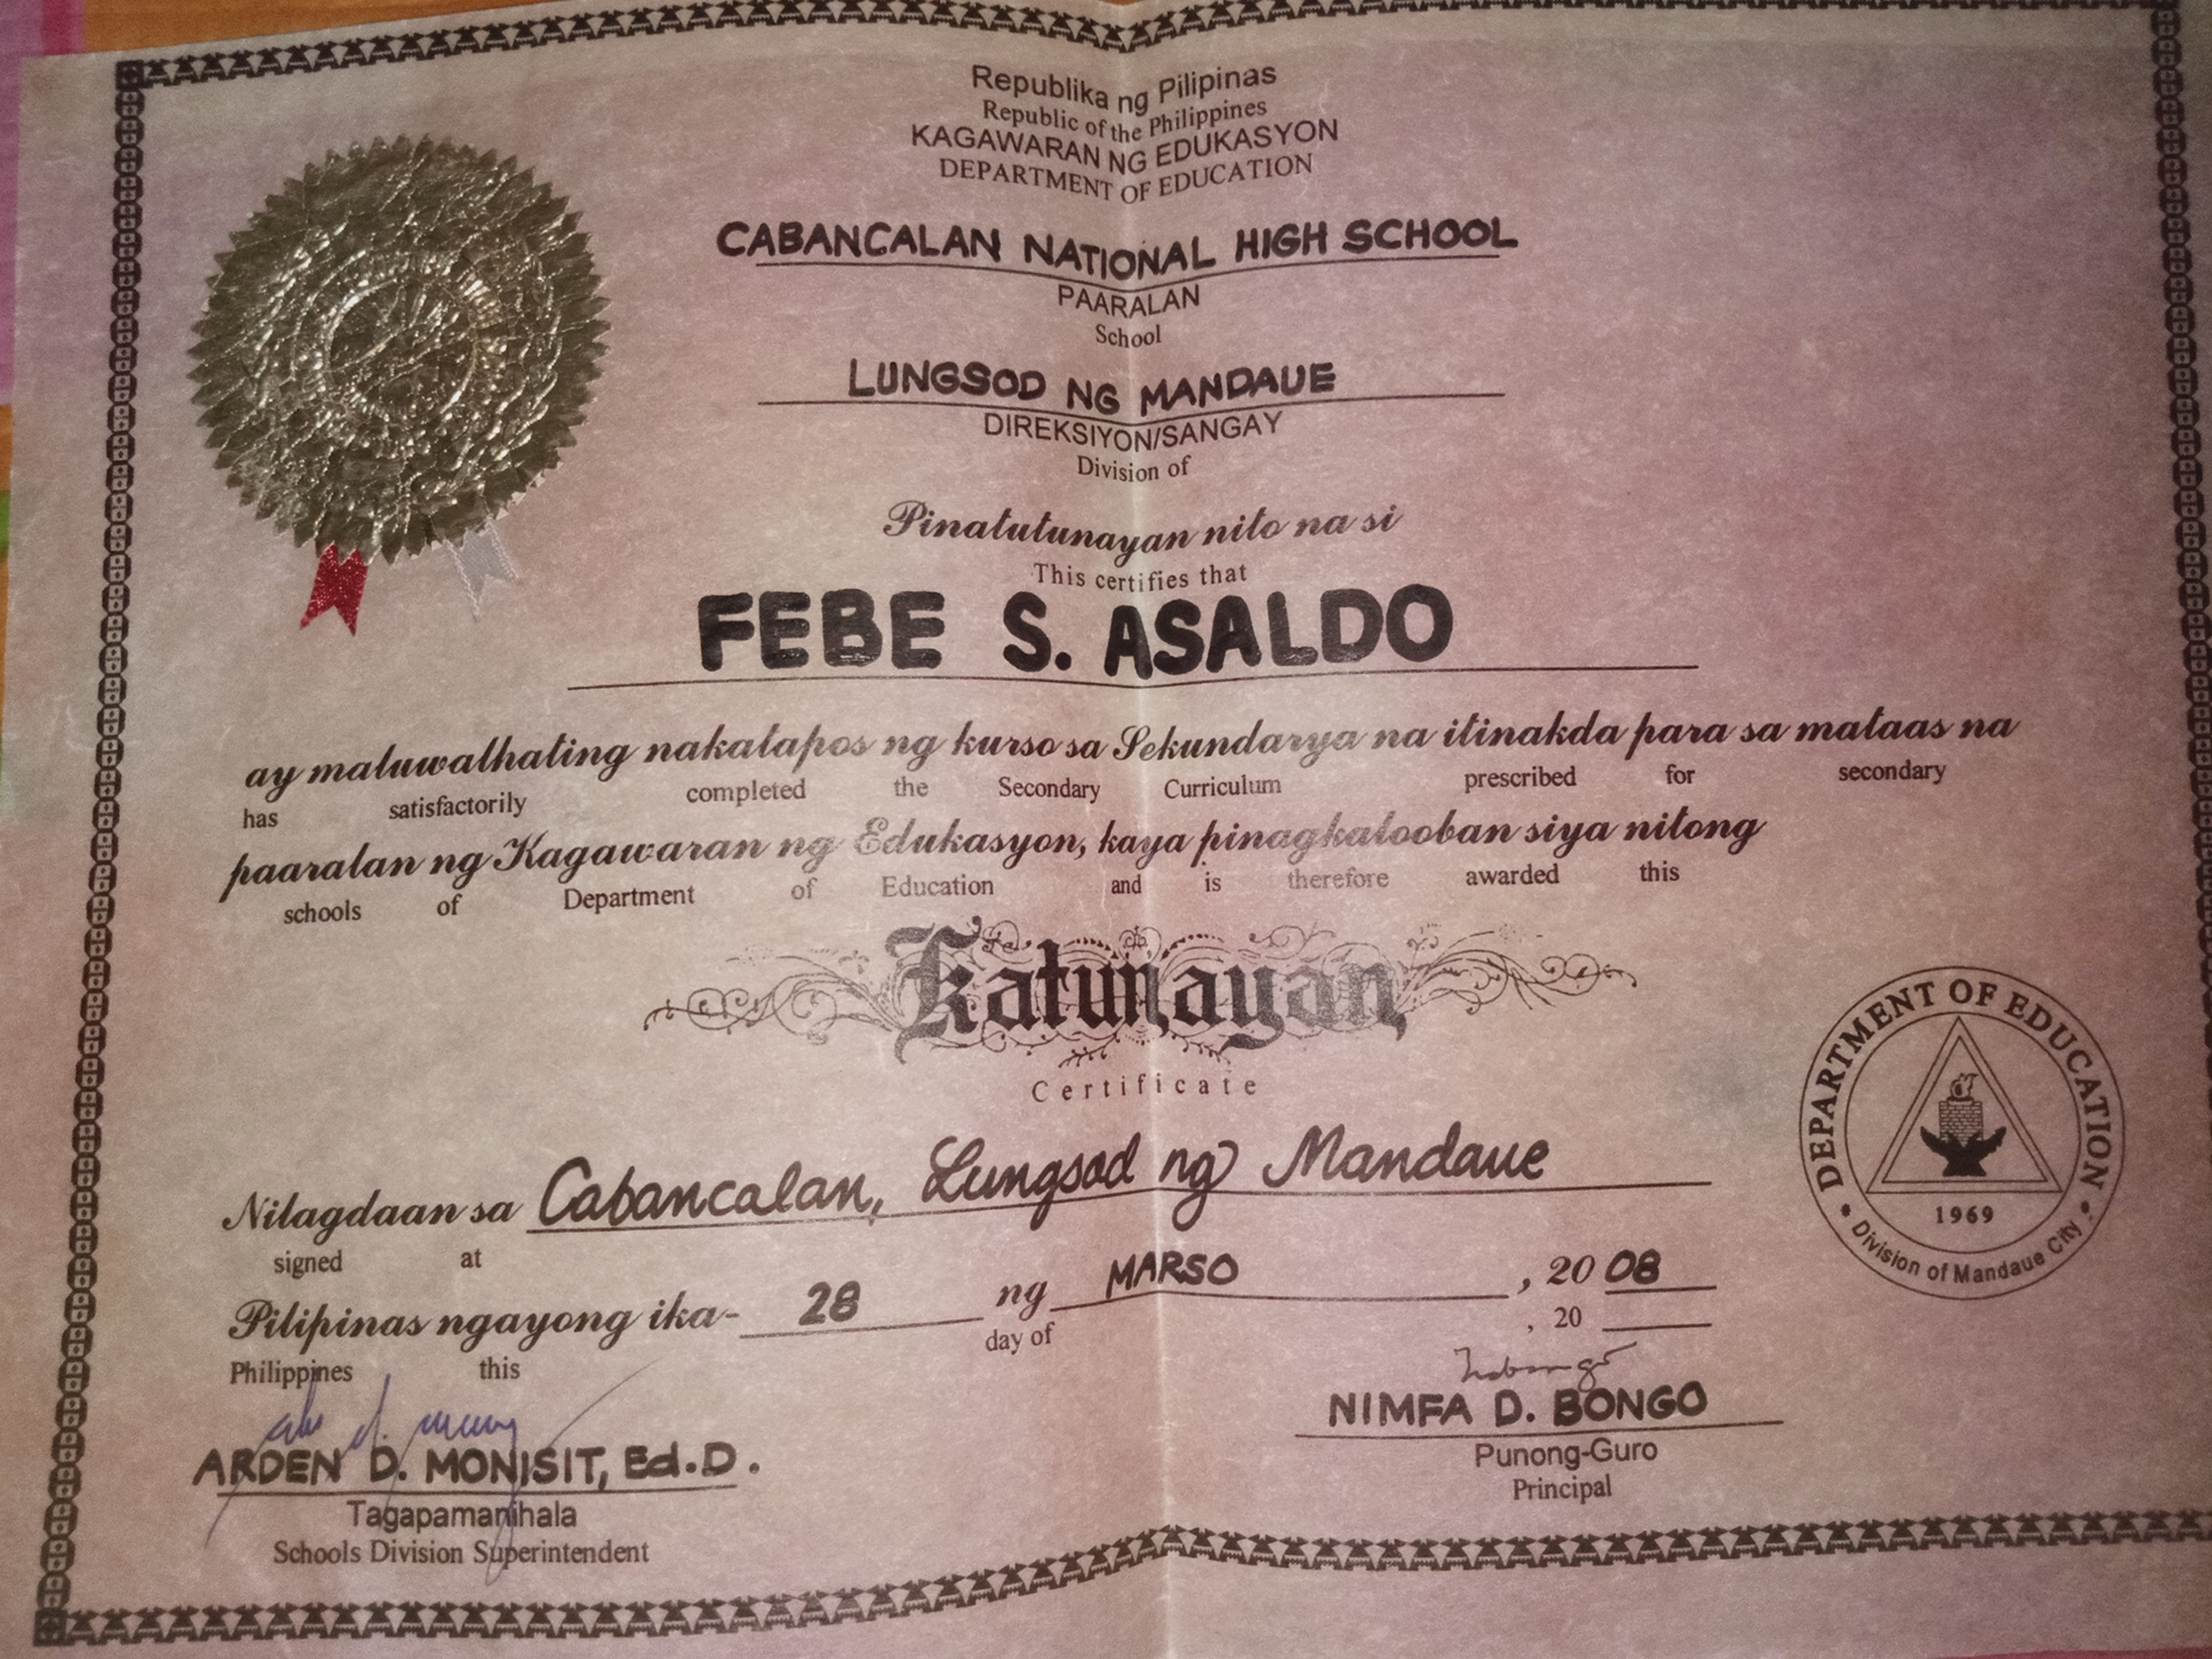 Republika ng Pilipinas
Republic of the Philippines
KAGAWARAN NG EDUKASYON
DEPARTMENT OF EDUCATION
CABANCALAN NATIONAL HIGH SCHOOL
PAARALAN
School
LUNGSOD NG MANDAUE
DIREKSIYON/SANGAY
Division of
Pinatutunayan nito na si
This certifies that
FEBE S. ASALDO
ay maluwalhating nakatapos ng kurso sa Sekundarya na itinakda para sa mataas na
has satisfactorily completed the Secondary Curriculum prescribed for secondary
paaralan ng Kagawaran ng Edukasyon, kaya pinagkalooban siya nitong
schools of Department of Education and is therefore awarded this
Katunayan
Certificate
Nilagdaan sa Cabancalan, Lungsod ng Mandaue
signed at
Pilipinas ngayong ika- 28 ng MARSO , 20 08
Philippines this day of , 20
ARDEN D. MONISIT, Ed.D.
Tagapamanihala
Schools Division Superintendent
NIMFA D. BONGO
Punong-Guro
Principal
DEPARTMENT OF EDUCATION
1969
Division of Mandaue City